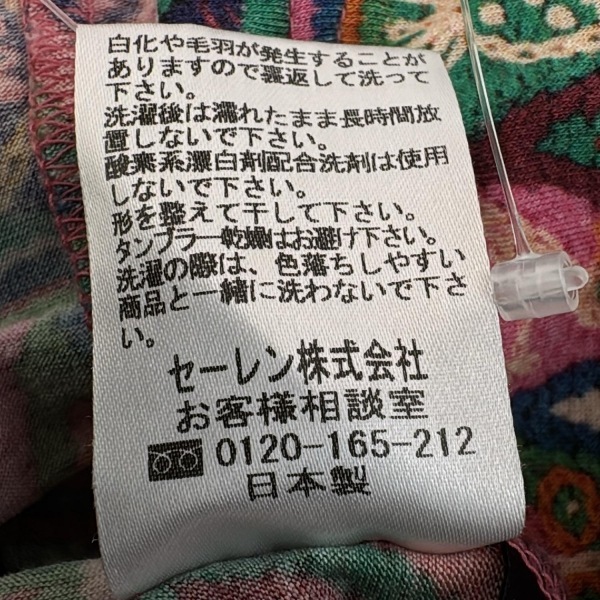 白化や毛羽が発生することが
ありますので裏返して洗って
下さい。
洗濯後は濡れたまま長時間放
置しないで下さい。
酸素系漂白剤配合洗剤は使用
しないで下さい。
形を整えて干して下さい。
タンブラー乾燥はお避け下さい。
洗濯の際は、色落ちしやすい
商品と一緒に洗わないで下さ
い。
セーレン株式会社
お客様相談室
0120-165-212
日本製